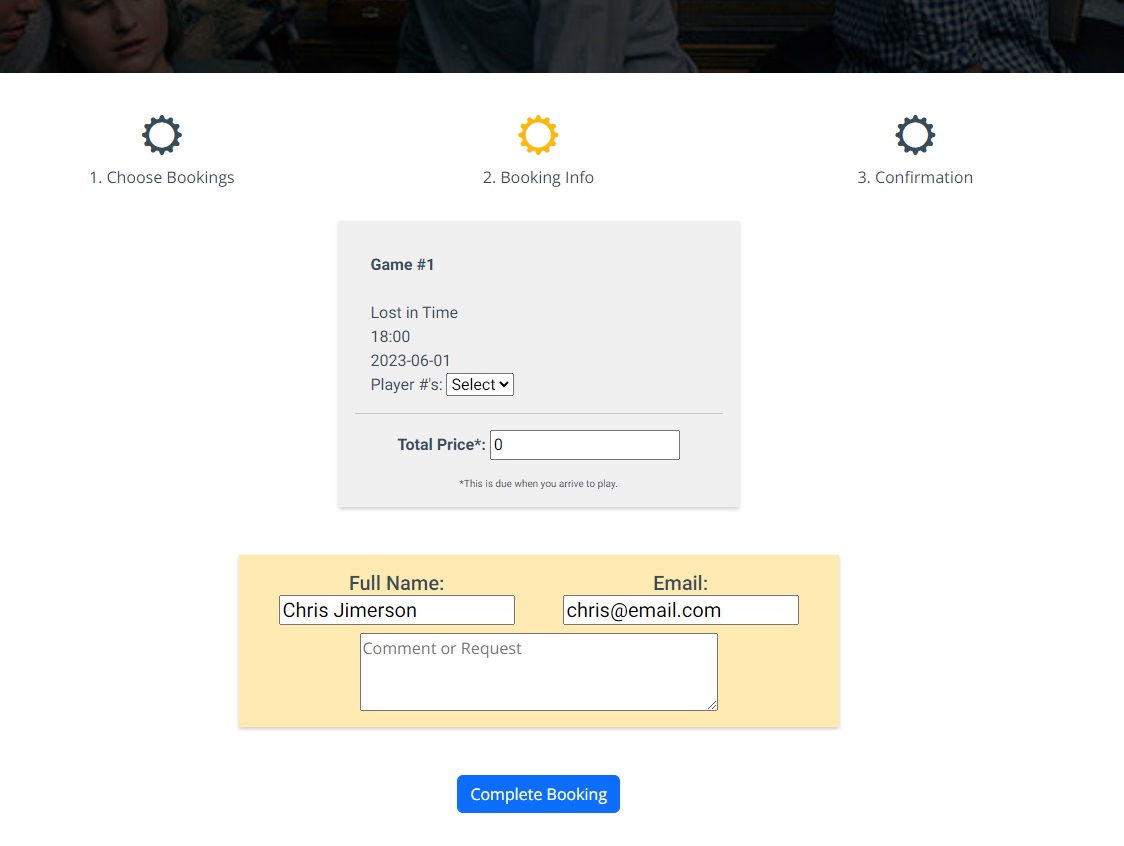 1. Choose Bookings
2. Booking Info
3. Confirmation
Game #1
Lost in Time
18:00
2023-06-01
Player #'s: Select
Total Price*: 0
*This is due when you arrive to play.
Full Name:
Email:
Chris Jimerson
chris@email.com
Comment or Request
Complete Booking